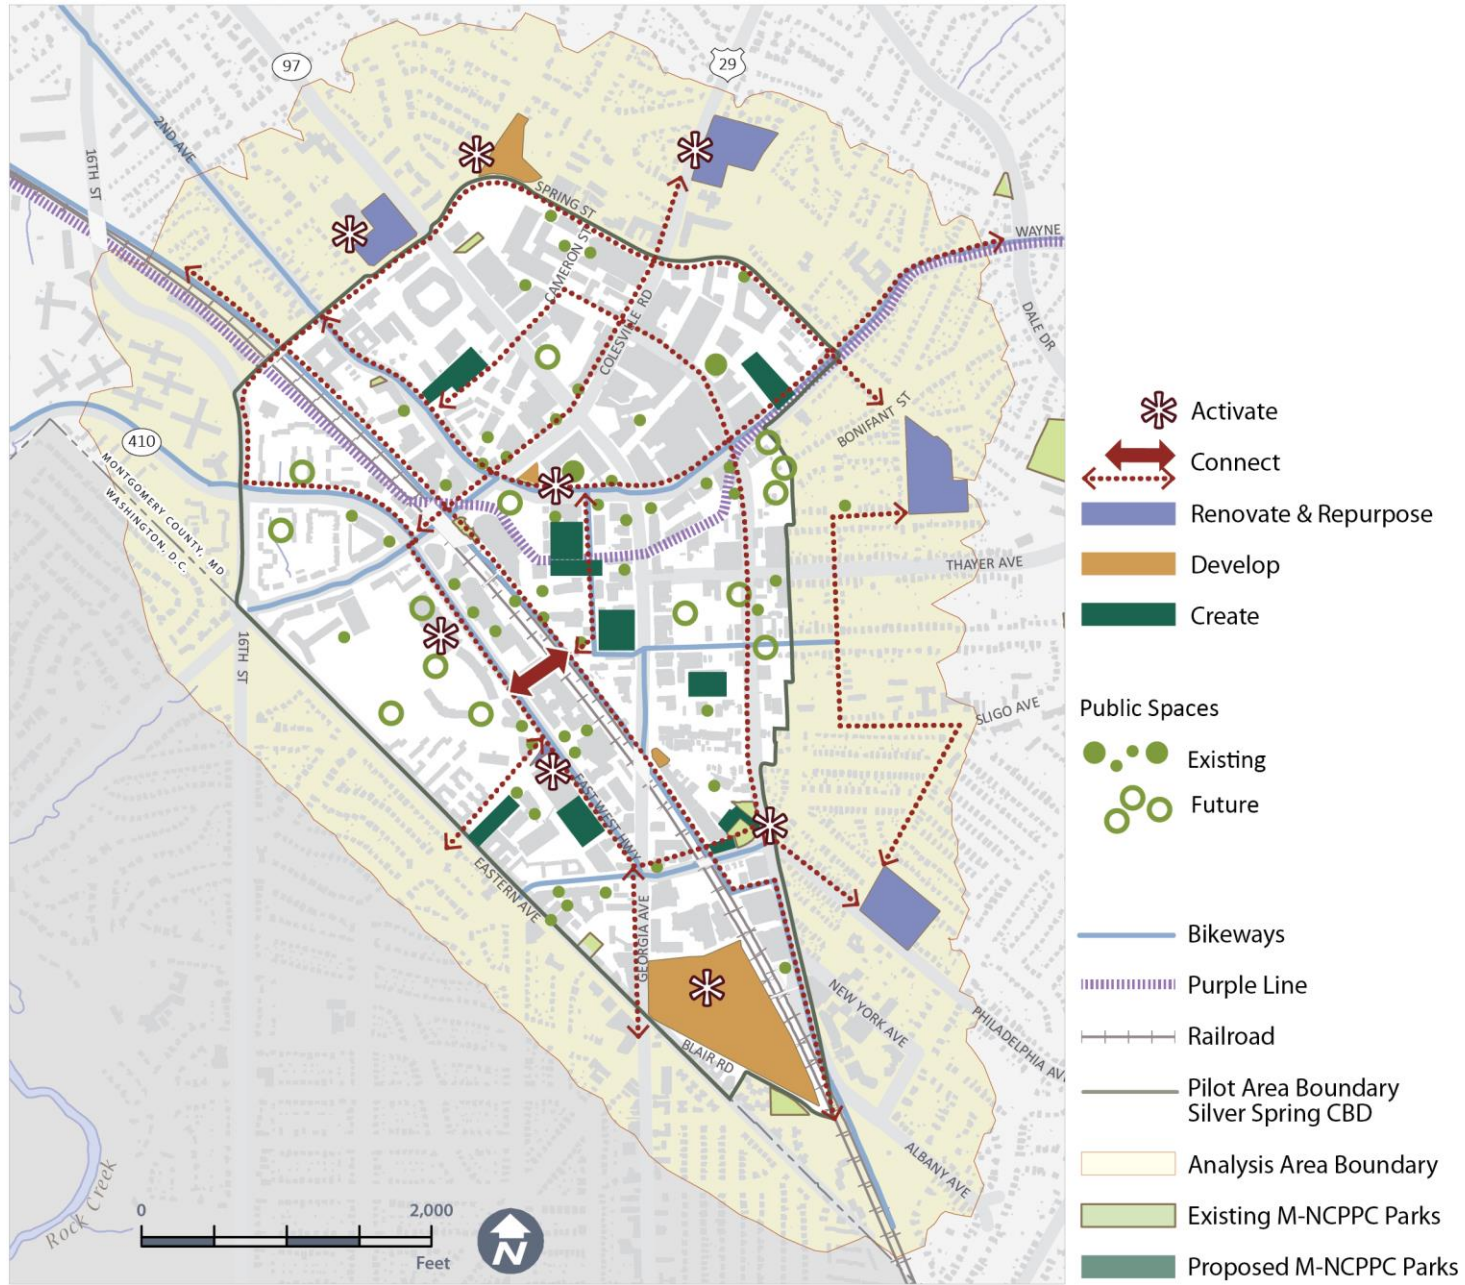 97
29
2ND AVE
16TH ST
SPRING ST
WAYNE
CAMERON ST
COLESVILLE RD
DALE DR
BONIFANT ST
410
MONTGOMERY COUNTY, MD
WASHINGTON, D.C.
THAYER AVE
16TH ST
SLIGO AVE
EAST WEST HWY
EASTERN AVE
GEORGIA AVE
NEW YORK AVE
PHILADELPHIA AV
BLAIR RD
ALBANY AVE
Rock Creek
0
2,000
Feet
N
Activate
Connect
Renovate & Repurpose
Develop
Create
Public Spaces
Existing
Future
Bikeways
Purple Line
Railroad
Pilot Area Boundary
Silver Spring CBD
Analysis Area Boundary
Existing M-NCPPC Parks
Proposed M-NCPPC Parks